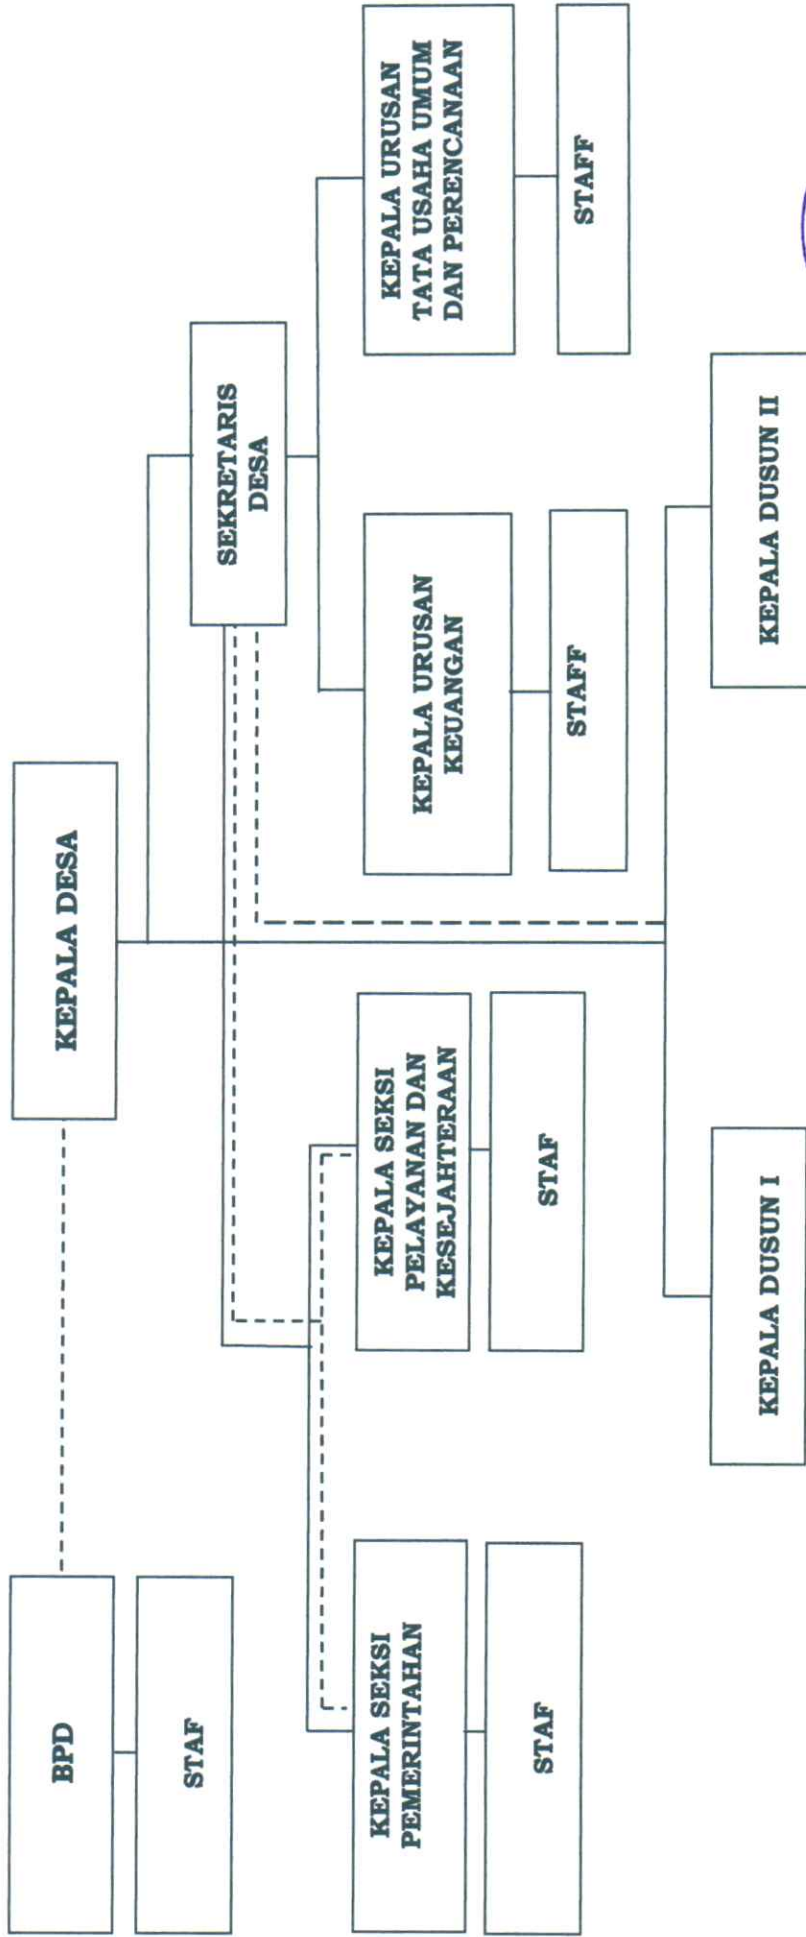 KEPALA DESA
BPD
STAF
SEKRETARIS
DESA
KEPALA SEKSI
PEMERINTAHAN
STAF
KEPALA SEKSI
PELAYANAN DAN
KESEJAHTERAAN
STAF
KEPALA URUSAN
KEUANGAN
STAFF
KEPALA URUSAN
TATA USAHA UMUM
DAN PERENCANAAN
STAFF
KEPALA DUSUN I
KEPALA DUSUN II